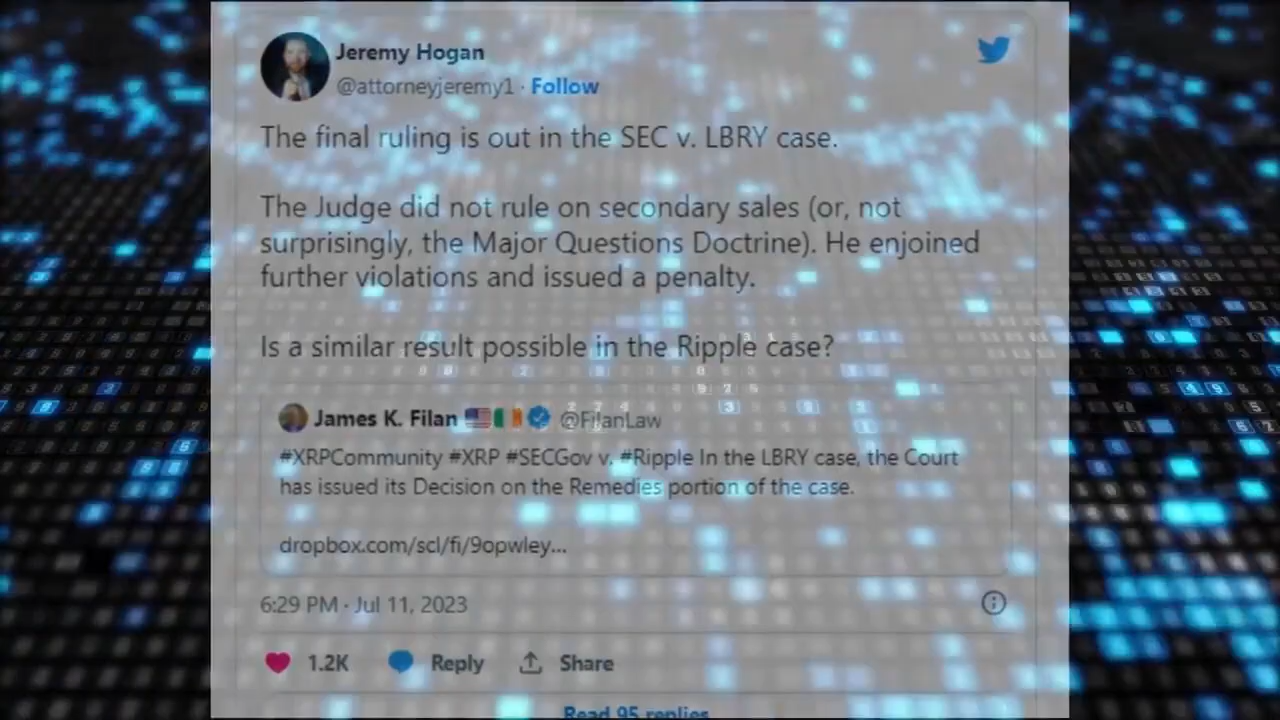 Jeremy Hogan
@attorneyjeremy1 · Follow
The final ruling is out in the SEC v. LBRY case.
The Judge did not rule on secondary sales (or, not
surprisingly, the Major Questions Doctrine). He enjoined
further violations and issued a penalty.
Is a similar result possible in the Ripple case?
James K. Filan 🇺🇸🇮🇪 @FilanLaw
#XRPCommunity #XRP #SECGov v. #Ripple In the LBRY case, the Court
has issued its Decision on the Remedies portion of the case.
dropbox.com/scl/fi/9opwley...
6:29 PM · Jul 11, 2023
1.2K Reply Share
Read 95 replies